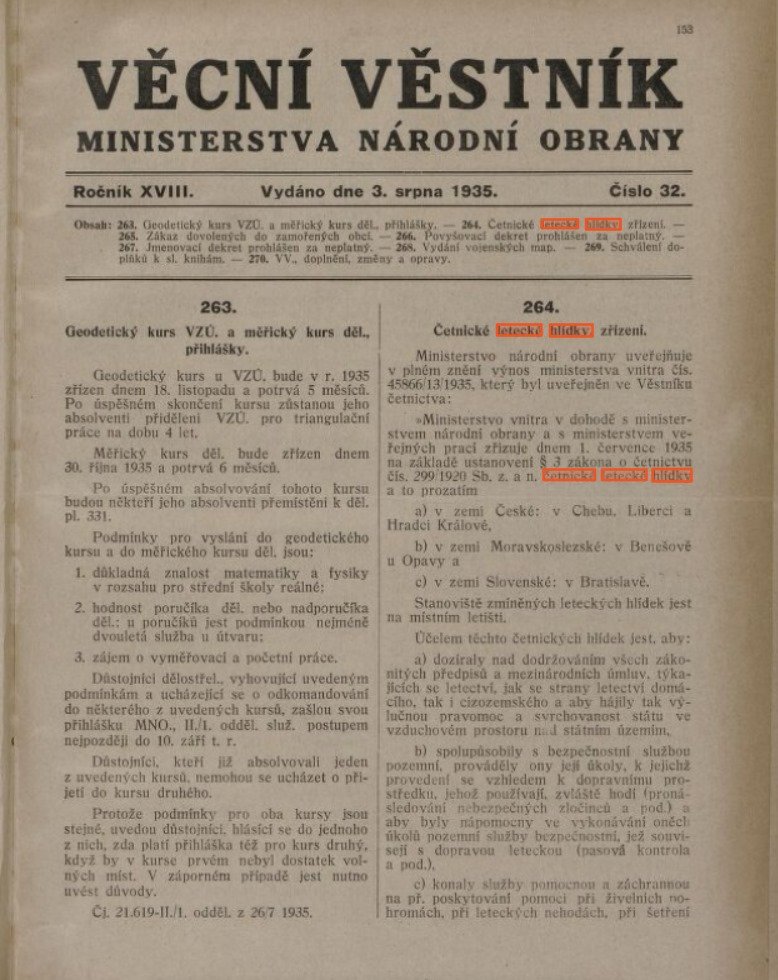 153
VĚCNÍ VĚSTNÍK
MINISTERSTVA NÁRODNÍ OBRANY
Ročník XVIII. Vydáno dne 3. srpna 1935. Číslo 32.
Obsah: 263. Geodetický kurs VZÚ. a měřický kurs děl., přihlášky. — 264. Četnické letecké hlídky, zřízení. —
265. Zákaz dovolených do zamořených obcí. — 266. Povyšovací dekret prohlášen za neplatný. —
267. Jmenovací dekret prohlášen za neplatný. — 268. Vydání vojenských map. — 269. Schválení do-
plňků k sl. knihám. — 270. VV., doplnění, změny a opravy.
263.
Geodetický kurs VZÚ. a měřický kurs děl.,
přihlášky.
Geodetický kurs u VZÚ. bude v r. 1935
zřízen dnem 18. listopadu a potrvá 5 měsíců.
Po úspěšném skončení kursu zůstanou jeho
absolventi přiděleni VZÚ. pro triangulační
práce na dobu 4 let.
Měřický kurs děl. bude zřízen dnem
30. října 1935 a potrvá 6 měsíců.
Po úspěšném absolvování tohoto kursu
budou někteří jeho absolventi přemístěni k děl.
pl. 331.
Podmínky pro vyslání do geodetického
kursu a do měřického kursu děl. jsou:
1. důkladná znalost matematiky a fysiky
v rozsahu pro střední školy reálné;
2. hodnost poručíka děl. nebo nadporučíka
děl.; u poručíků jest podmínkou nejméně
dvouletá služba u útvaru;
3. zájem o vyměřovací a početní práce.
Důstojníci dělostřel., vyhovující uvedeným
podmínkám a ucházející se o odkomandování
do některého z uvedených kursů, zašlou svou
přihlášku MNO., II./1. odděl. služ. postupem
nejpozději do 10. září t. r.
Důstojníci, kteří již absolvovali jeden
z uvedených kursů, nemohou se ucházet o při-
jetí do kursu druhého.
Protože podmínky pro oba kursy jsou
stejné, uvedou důstojníci, hlásící se do jednoho
z nich, zda platí přihláška též pro kurs druhý,
když by v kurse prvém nebyl dostatek vol-
ných míst. V záporném případě jest nutno
uvést důvody.
Čj. 21.619-II./1. odděl. z 26/7 1935.
264.
Četnické letecké hlídky, zřízení.
Ministerstvo národní obrany uveřejňuje
v plném znění výnos ministerstva vnitra čís.
45866/13/1935, který byl uveřejněn ve Věstníku
četnictva:
»Ministerstvo vnitra v dohodě s minister-
stvem národní obrany a s ministerstvem ve-
řejných prací zřizuje dnem 1. července 1935
na základě ustanovení § 3 zákona o četnictvu
čís. 299/1920 Sb. z. a n. četnické letecké hlídky
a to prozatím
a) v zemi České: v Chebu, Liberci a
Hradci Králové,
b) v zemi Moravskoslezské: v Benešově
u Opavy a
c) v zemi Slovenské: v Bratislavě.
Stanoviště zmíněných leteckých hlídek jest
na místním letišti.
Účelem těchto četnických hlídek jest, aby:
a) dozíraly nad dodržováním všech záko-
nitých předpisů a mezinárodních úmluv, týka-
jících se letectví, jak se strany letectví domá-
cího, tak i cizozemského a aby hájily tak vý-
lučnou pravomoc a svrchovanost státu ve
vzduchovém prostoru nad státním územím,
b) spolupůsobily s bezpečnostní službou
pozemní, prováděly ony její úkoly, k jejichž
provedení se vzhledem k dopravnímu pro-
středku, jehož používají, zvláště hodí (proná-
sledování nebezpečných zločinců a pod.) a
aby byly nápomocny ve vykonávání oněch
úkolů pozemní služby bezpečnostní, jež souvi-
sejí s dopravou leteckou (pasová kontrola
a pod.),
c) konaly služby pomocnou a záchrannou
na př. poskytování pomoci při živelních po-
hromách, při leteckých nehodách, při šetření